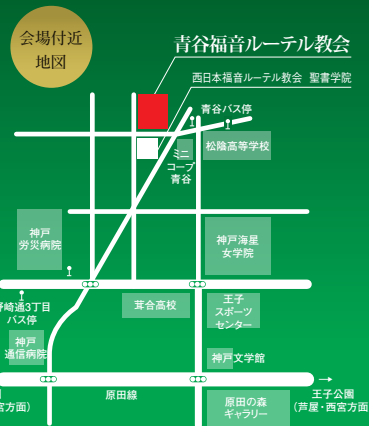 会場付近
地図
青谷福音ルーテル教会
西日本福音ルーテル教会 聖書学院
青谷バス停
ミニ
コープ
青谷
松陰高等学校
神戸
労災病院
神戸海星
女学院
野崎通3丁目
バス停
葺合高校
王子
スポーツ
センター
神戸
通信病院
神戸文学館
原田線
宮方面)
原田の森
ギャラリー
→
王子公園
(芦屋・西宮方面